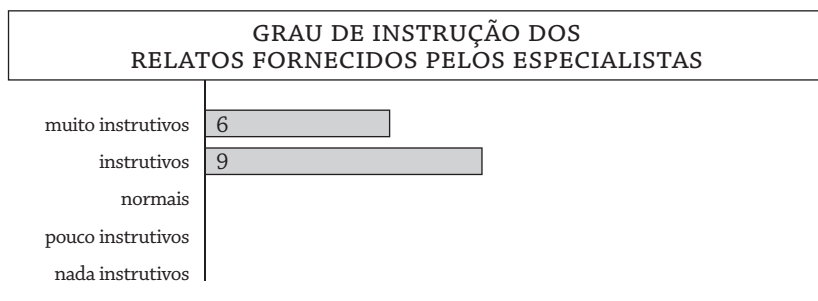 GRAU DE INSTRUÇÃO DOS
RELATOS FORNECIDOS PELOS ESPECIALISTAS
muito instrutivos 6
instrutivos 9
normais
pouco instrutivos
nada instrutivos